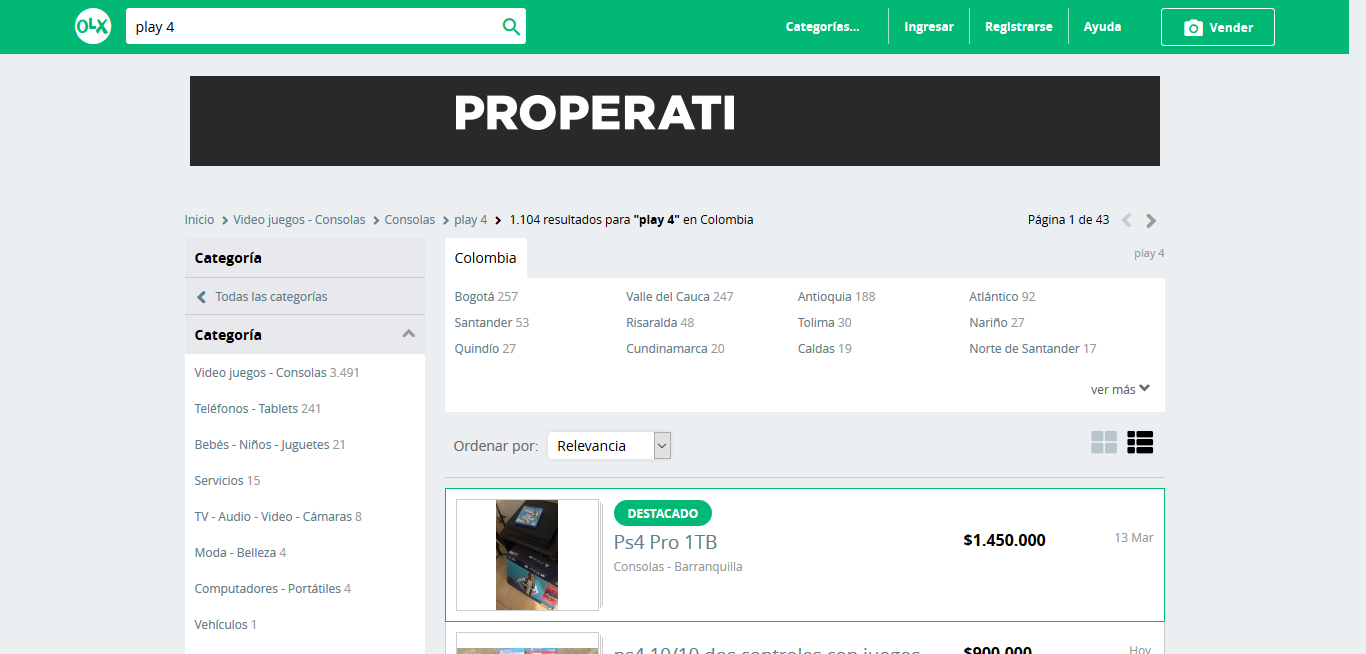 OLX play 4 Categorías... Ingresar Registrarse Ayuda Vender
PROPERATI
Inicio Video juegos - Consolas Consolas play 4 1.104 resultados para "play 4" en Colombia Página 1 de 43
Categoría
Todas las categorías
Categoría
Video juegos - Consolas 3.491
Teléfonos - Tablets 241
Bebés - Niños - Juguetes 21
Servicios 15
TV - Audio - Video - Cámaras 8
Moda - Belleza 4
Computadores - Portátiles 4
Vehículos 1
Colombia play 4
Bogotá 257 Valle del Cauca 247 Antioquia 188 Atlántico 92
Santander 53 Risaralda 48 Tolima 30 Nariño 27
Quindío 27 Cundinamarca 20 Caldas 19 Norte de Santander 17
ver más
Ordenar por: Relevancia
DESTACADO
Ps4 Pro 1TB $1.450.000 13 Mar
Consolas - Barranquilla
ps4 10/10 dos controles con juegos $900.000 Hoy